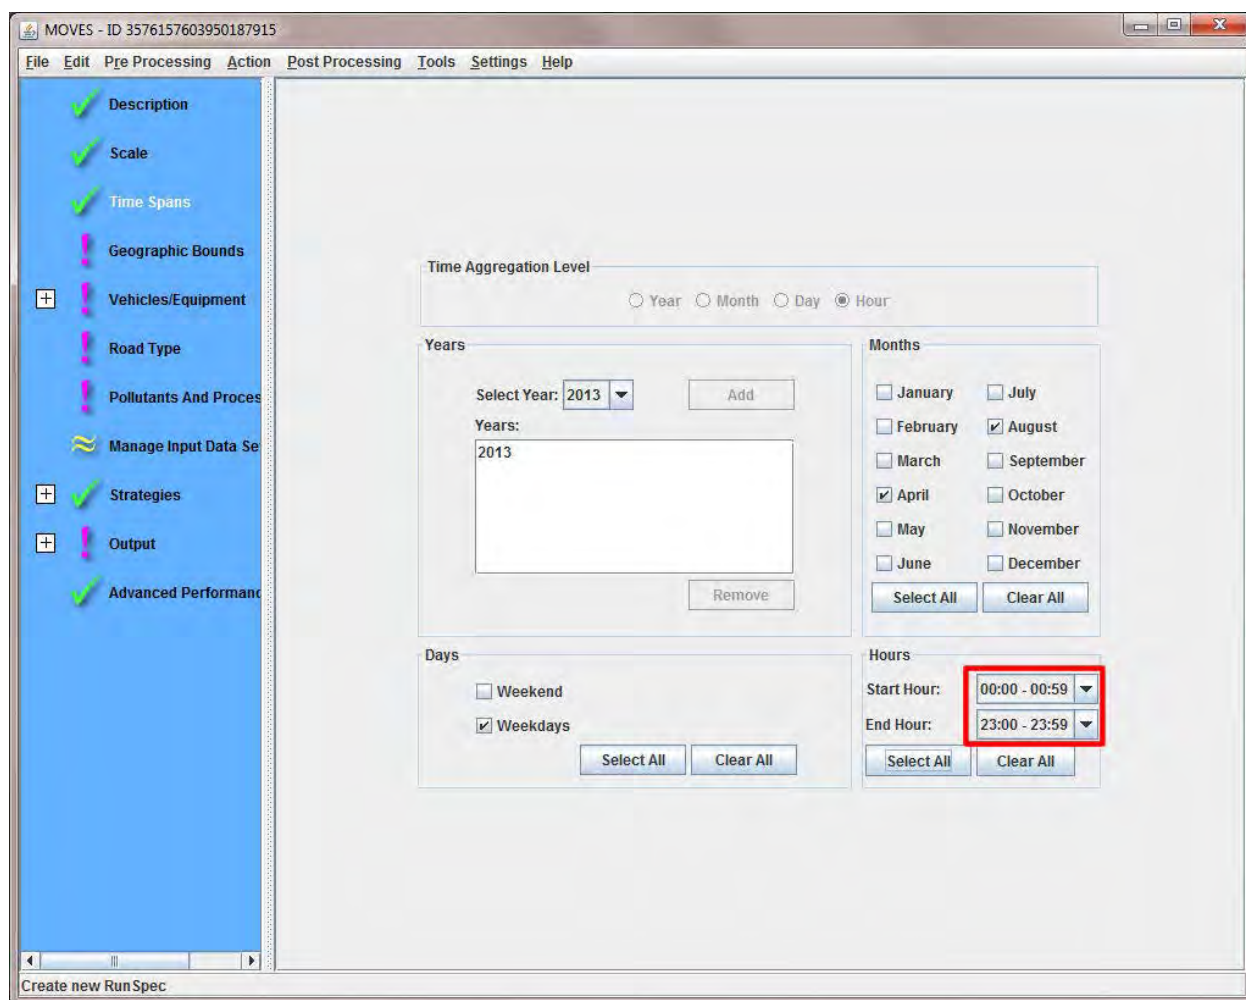 MOVES - ID 3576157603950187915
File Edit Pre Processing Action Post Processing Tools Settings Help
Description
Scale
Time Spans
Geographic Bounds
Vehicles/Equipment
Road Type
Pollutants And Proces
Manage Input Data Se
Strategies
Output
Advanced Performanc
Time Aggregation Level
Year Month Day Hour
Years
Select Year: 2013 Add
Years:
2013
Remove
Months
January July
February August
March September
April October
May November
June December
Select All Clear All
Days
Weekend
Weekdays
Select All Clear All
Hours
Start Hour: 00:00 - 00:59
End Hour: 23:00 - 23:59
Select All Clear All
Create new RunSpec